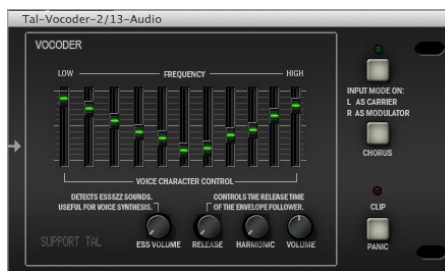 Tal-Vocoder-2/13-Audio
VOCODER
LOW FREQUENCY HIGH
VOICE CHARACTER CONTROL
DETECTS ESSSZZ SOUNDS.
USEFUL FOR VOICE SYNTHESIS.
CONTROLS THE RELEASE TIME
OF THE ENVELOPE FOLLOWER.
SUPPORT TAL
ESS VOLUME RELEASE HARMONIC VOLUME
INPUT MODE ON:
L AS CARRIER
R AS MODULATOR
CHORUS
CLIP
PANIC